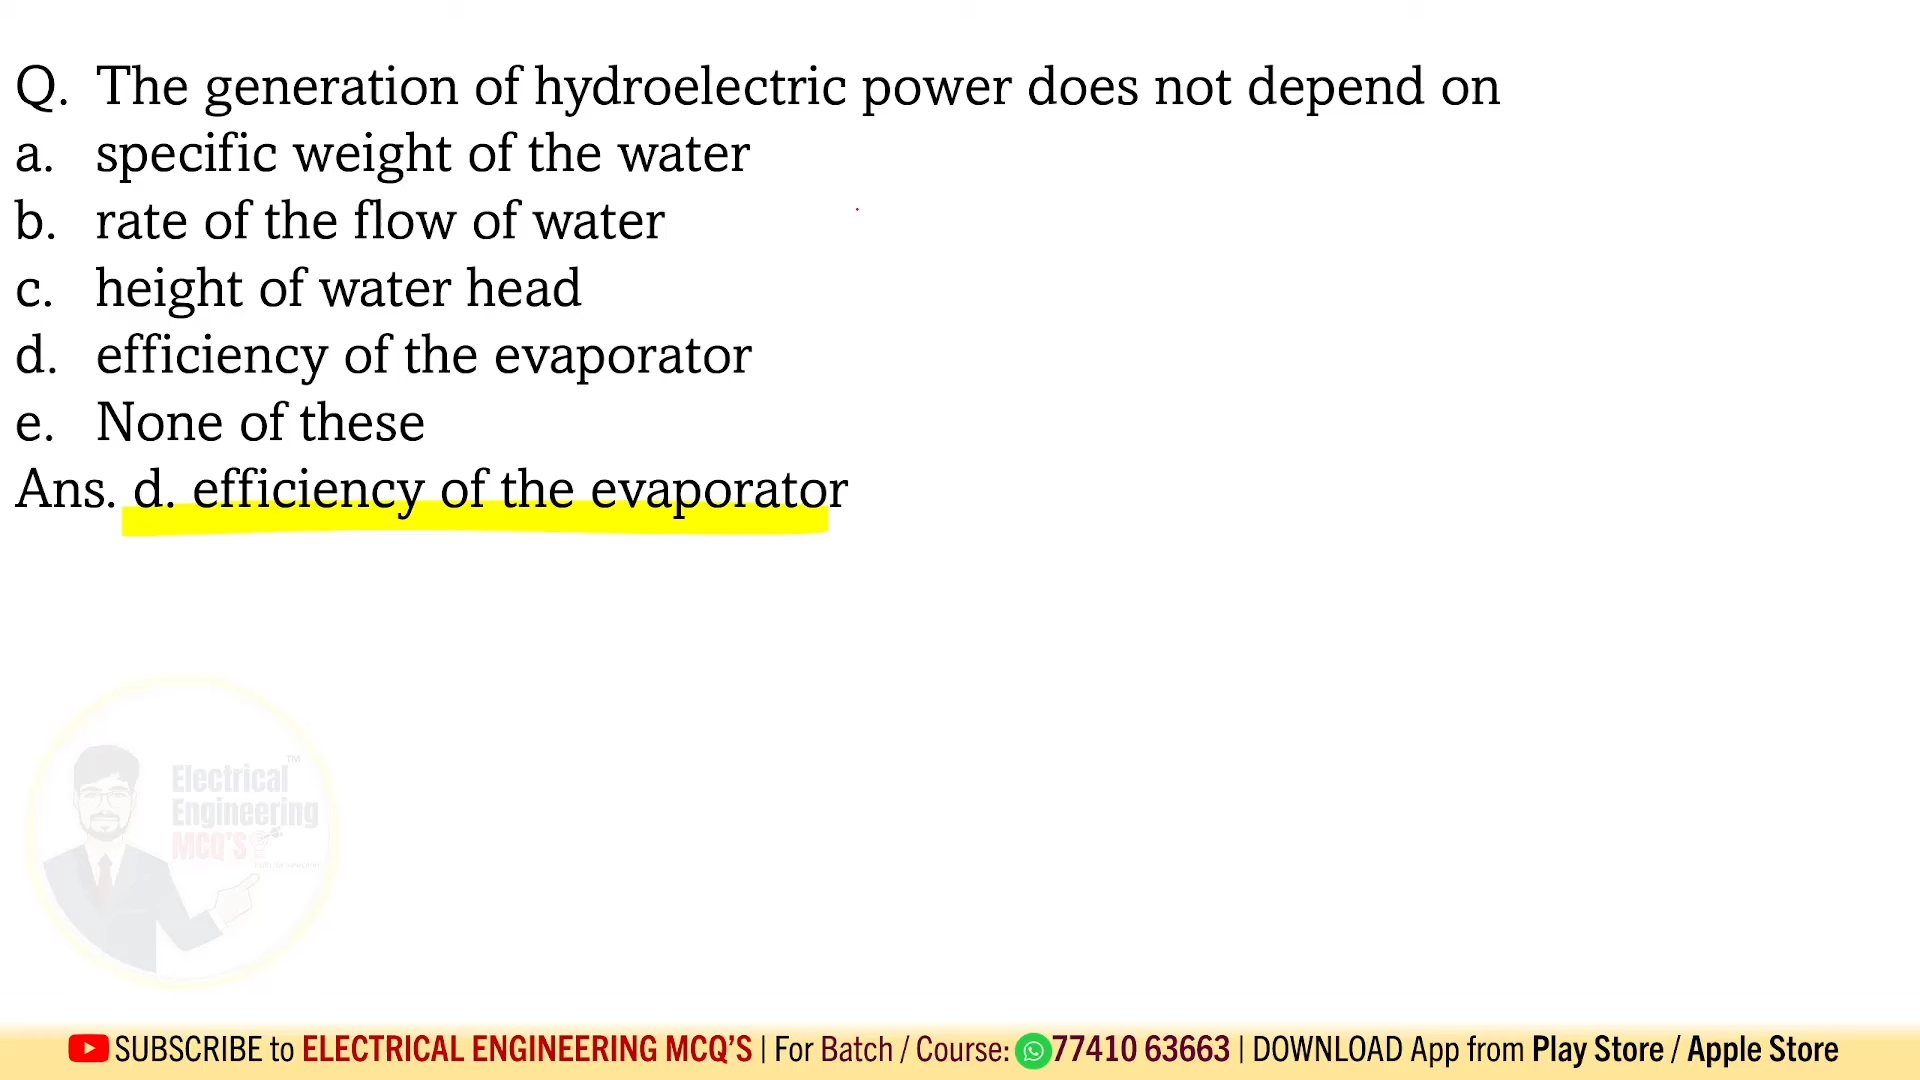 Q. The generation of hydroelectric power does not depend on
a. specific weight of the water
b. rate of the flow of water
c. height of water head
d. efficiency of the evaporator
e. None of these
Ans. d. efficiency of the evaporator
Electrical
Engineering
MCQ'S
TM
SUBSCRIBE to ELECTRICAL ENGINEERING MCQ'S | For Batch / Course: 77410 63663 | DOWNLOAD App from Play Store / Apple Store